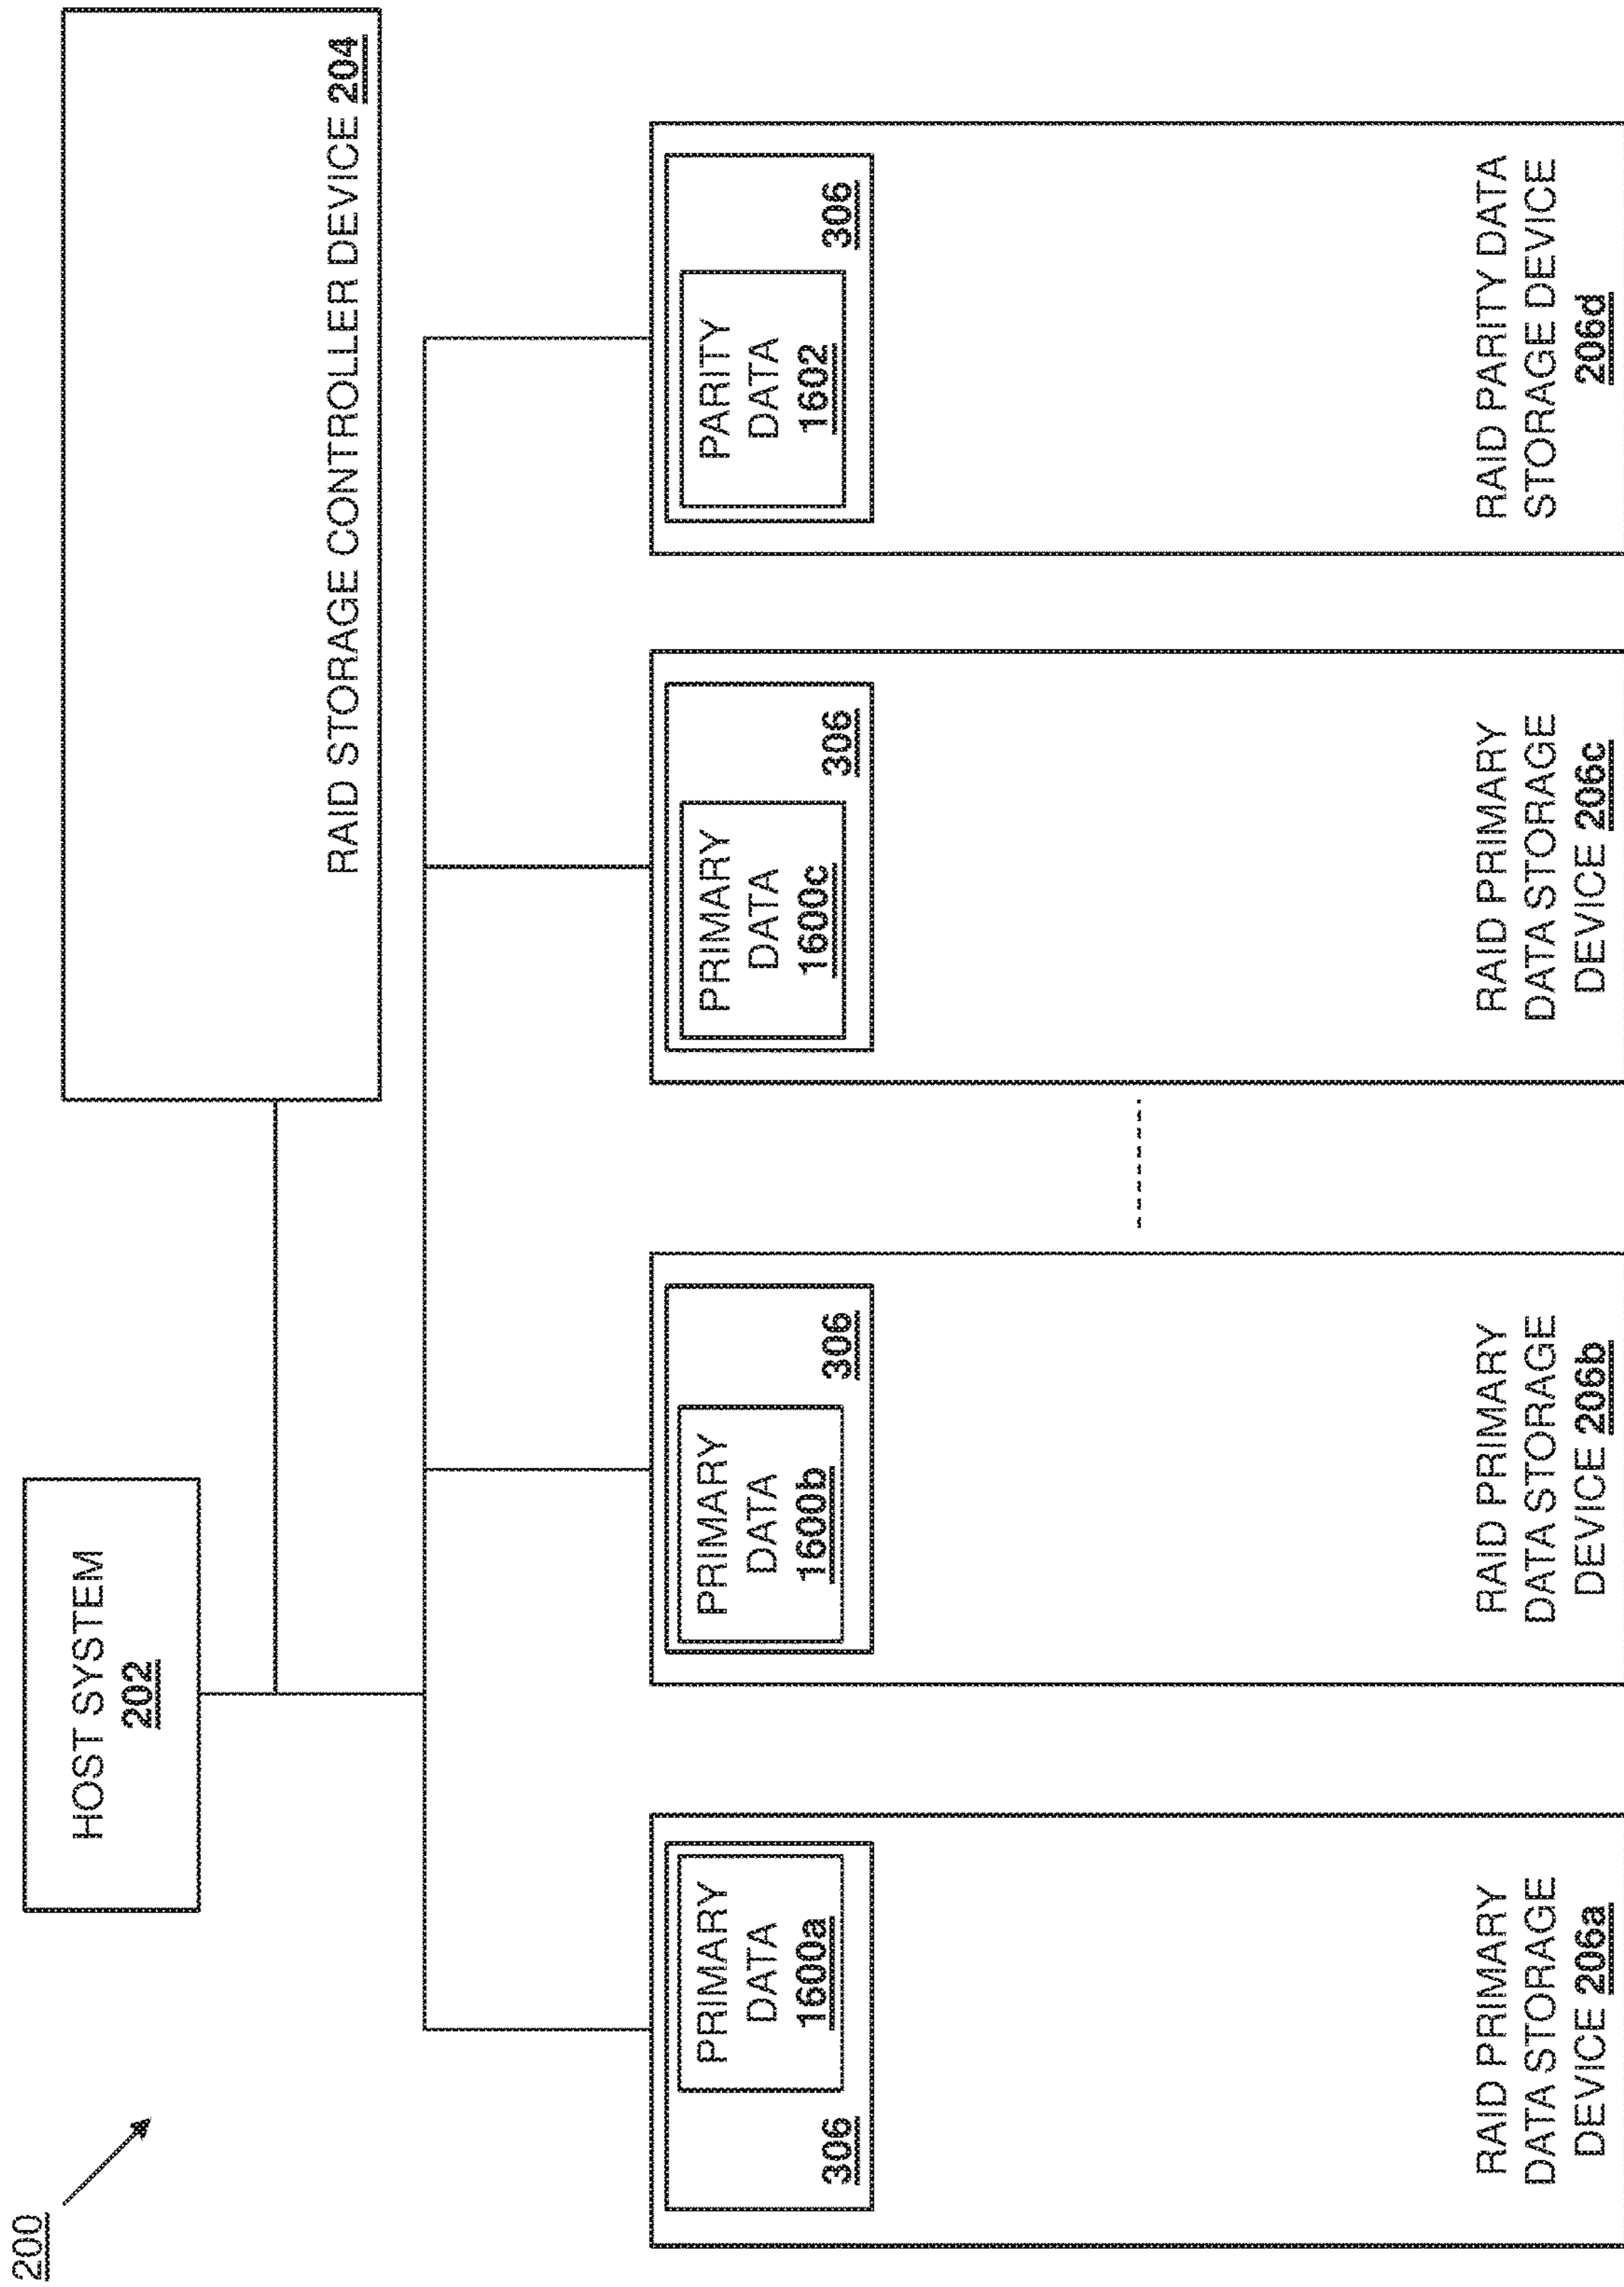 200
HOST SYSTEM
202
RAID STORAGE CONTROLLER DEVICE 204
306
PRIMARY
DATA
1600a
RAID PRIMARY
DATA STORAGE
DEVICE 206a
PRIMARY
DATA
1600b
306
RAID PRIMARY
DATA STORAGE
DEVICE 206b
PRIMARY
DATA
1600c
306
RAID PRIMARY
DATA STORAGE
DEVICE 206c
PARITY
DATA
1602
306
RAID PARITY DATA
STORAGE DEVICE
206d